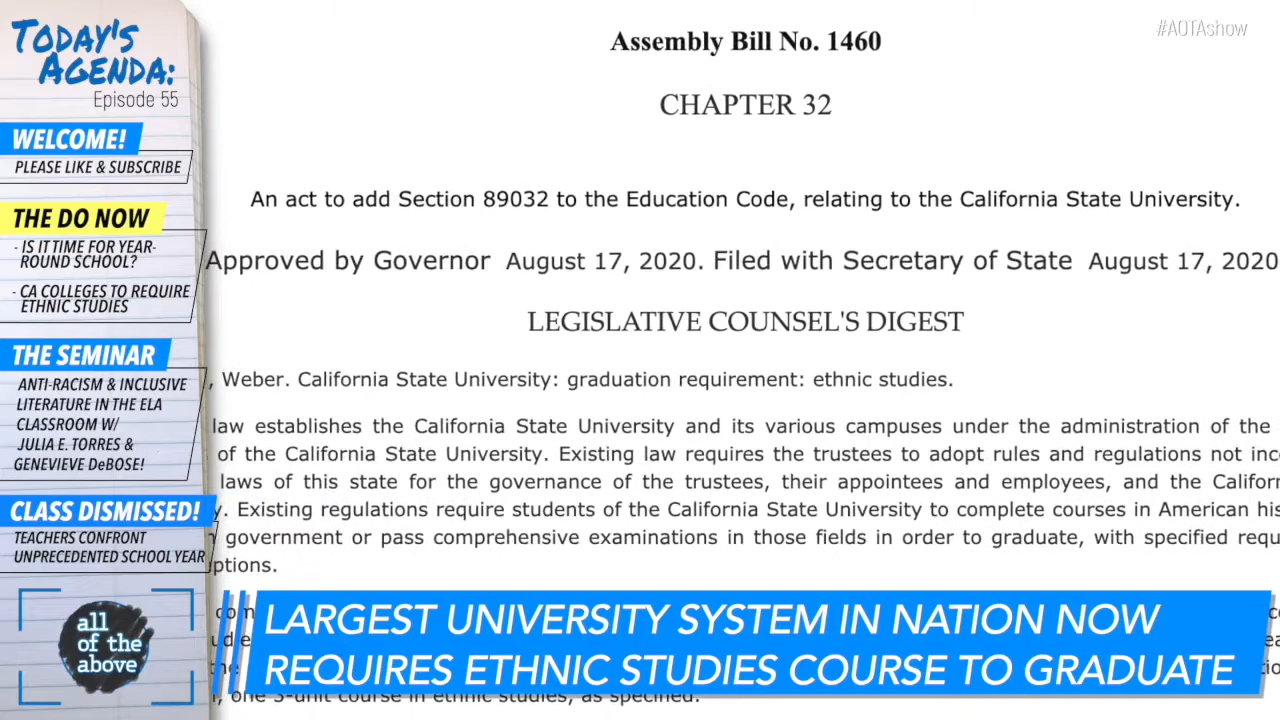 TODAY'S
AGENDA:
Episode 55
WELCOME!
PLEASE LIKE & SUBSCRIBE
THE DO NOW
- IS IT TIME FOR YEAR-
ROUND SCHOOL?
- CA COLLEGES TO REQUIRE
ETHNIC STUDIES
THE SEMINAR
ANTI-RACISM & INCLUSIVE
LITERATURE IN THE ELA
CLASSROOM W/
JULIA E. TORRES &
GENEVIEVE DeBOSE!
CLASS DISMISSED!
TEACHERS CONFRONT
UNPRECEDENTED SCHOOL YEAR
all
of the
above
#AOTAshow
Assembly Bill No. 1460
CHAPTER 32
An act to add Section 89032 to the Education Code, relating to the California State University.
Approved by Governor August 17, 2020. Filed with Secretary of State August 17, 2020
LEGISLATIVE COUNSEL'S DIGEST
, Weber. California State University: graduation requirement: ethnic studies.
law establishes the California State University and its various campuses under the administration of the
of the California State University. Existing law requires the trustees to adopt rules and regulations not
laws of this state for the governance of the trustees, their appointees and employees, and the
. Existing regulations require students of the California State University to complete courses in American
government or pass comprehensive examinations in those fields in order to graduate, with specified
LARGEST UNIVERSITY SYSTEM IN NATION NOW
REQUIRES ETHNIC STUDIES COURSE TO GRADUATE
, one 3-unit course in ethnic studies, as specified.